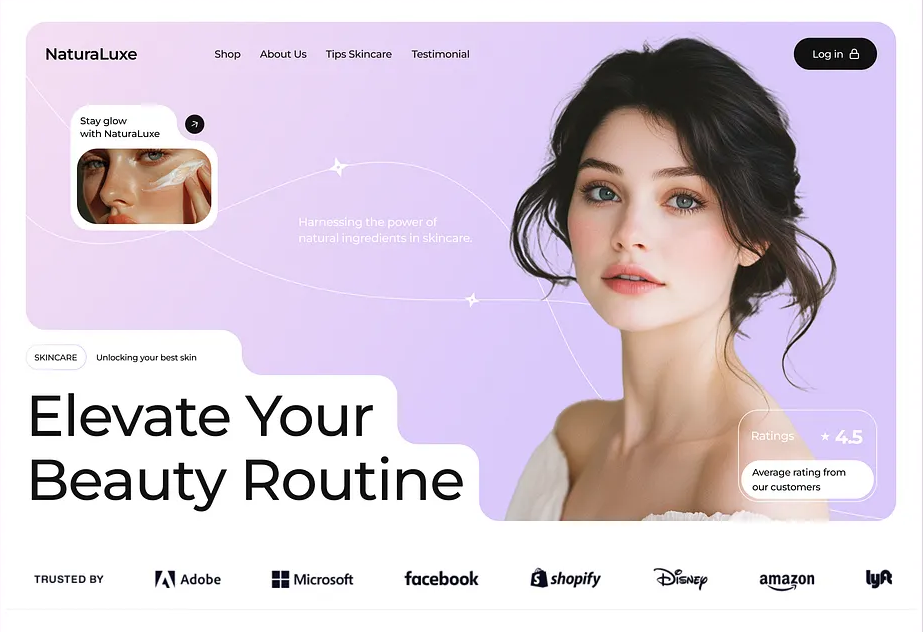 NaturaLuxe
Shop
About Us
Tips Skincare
Testimonial
Log in
Stay glow
with NaturaLuxe
Harnessing the power of
natural ingredients in skincare.
SKINCARE
Unlocking your best skin
Elevate Your
Beauty Routine
Ratings
4.5
Average rating from
our customers
TRUSTED BY
Adobe
Microsoft
facebook
shopify
Disney
amazon
lyft